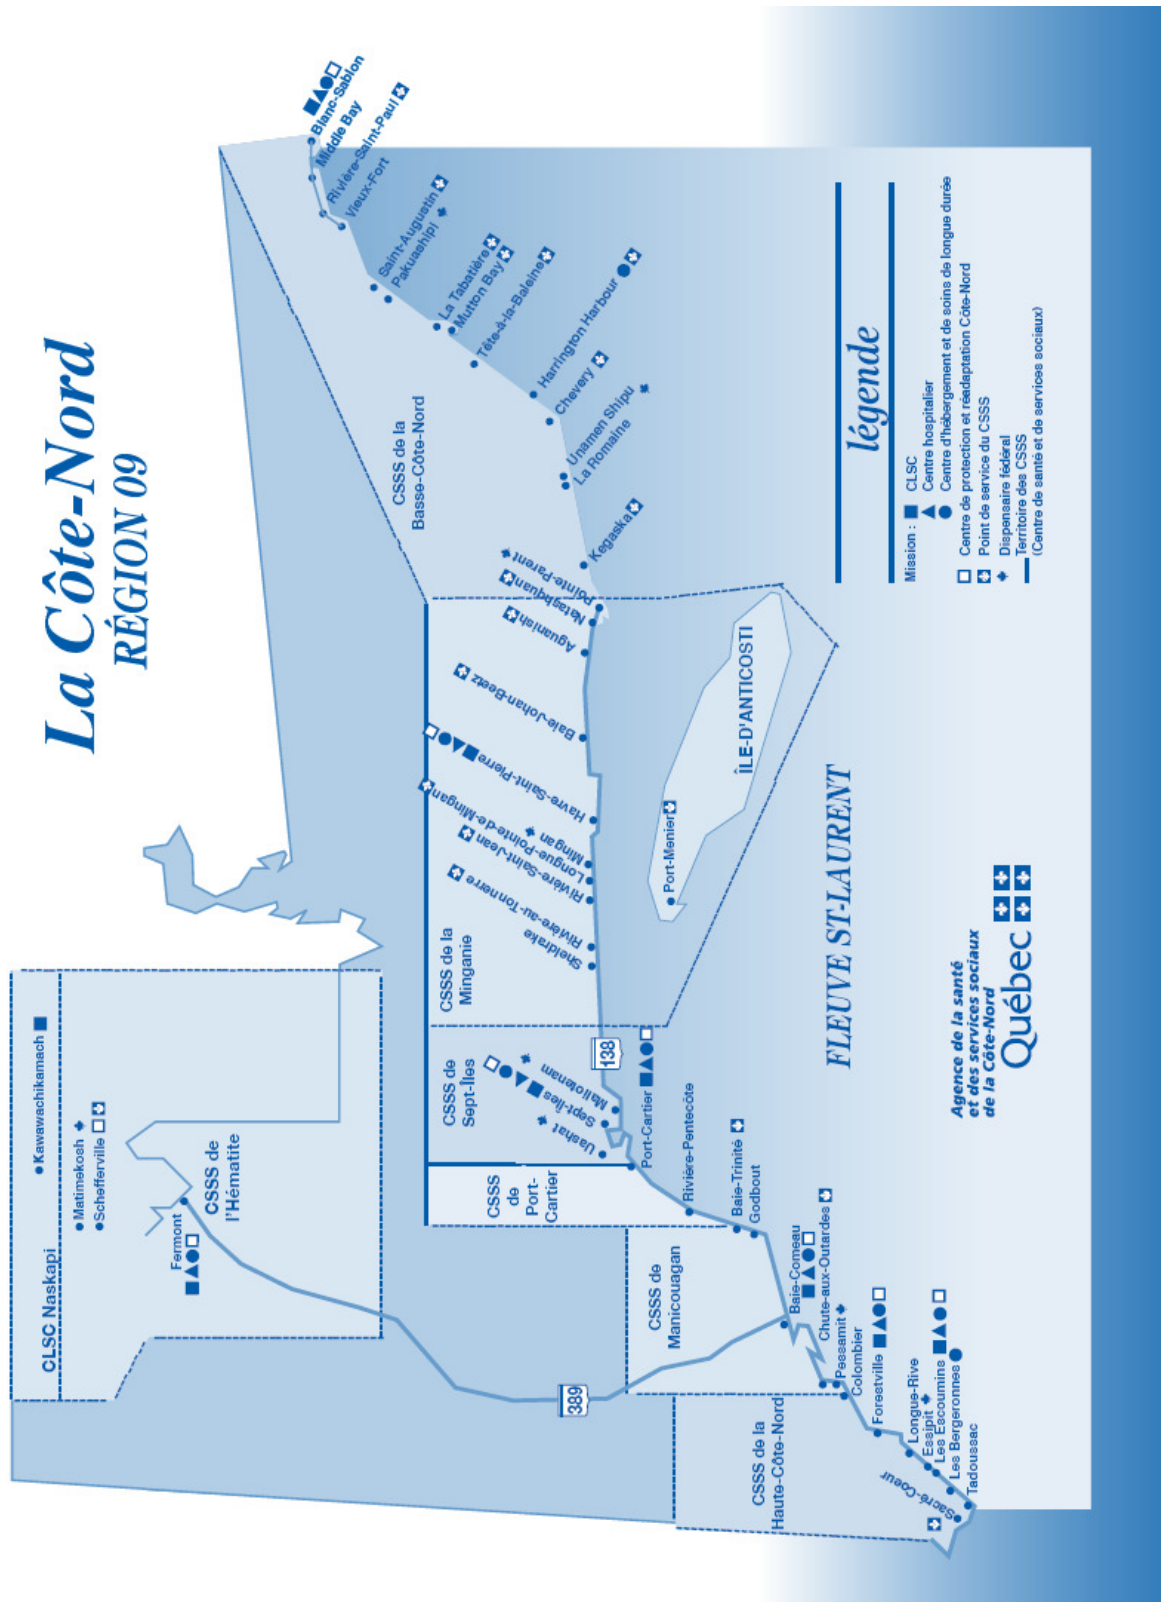 La Côte-Nord
RÉGION 09
CLSC Naskapi
Kawawachikamach
Matimekosh
Schefferville
Fermont
CSSS de
l'Hématite
389
CSSS de la
Haute-Côte-Nord
Sacré-Coeur
Tadoussac
Les Bergeronnes
Les Escoumins
Essipit
Longue-Rive
Forestville
CSSS de
Manicouagan
Colombier
Pessamit
Chute-aux-Outardes
Baie-Comeau
Godbout
Baie-Trinité
CSSS
de
Port-
Cartier
Rivière-Pentecôte
Port-Cartier
CSSS de
Sept-Îles
Uashat
Sept-Îles
Maliotenam
138
CSSS de la
Minganie
Sheldrake
Rivière-au-Tonnerre
Rivière-Saint-Jean
Longue-Pointe-de-Mingan
Mingan
Havre-Saint-Pierre
Baie-Johan-Beetz
Aguanish
Natashquan
Pointe-Parent
Port-Menier
ÎLE-D'ANTICOSTI
CSSS de la
Basse-Côte-Nord
Kegaska
La Romaine
Unamen Shipu
Chevery
Harrington Harbour
Tête-à-la-Baleine
Mutton Bay
La Tabatière
Pakuashipi
Saint-Augustin
Vieux-Fort
Rivière-Saint-Paul
Middle Bay
Blanc-Sablon
FLEUVE ST-LAURENT
légende
Mission :
CLSC
Centre hospitalier
Centre d'hébergement et de soins de longue durée
Centre de protection et réadaptation Côte-Nord
Point de service du CSSS
Dispensaire fédéral
Territoire des CSSS
(Centre de santé et de services sociaux)
Agence de la santé
et des services sociaux
de la Côte-Nord
Québec